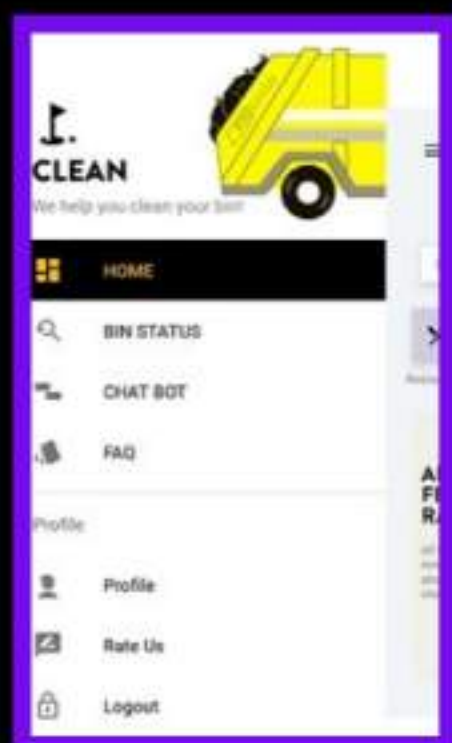 CLEAN
We help you clean your bin!
HOME
BIN STATUS
CHAT BOT
FAQ
Profile
Profile
Rate Us
Logout